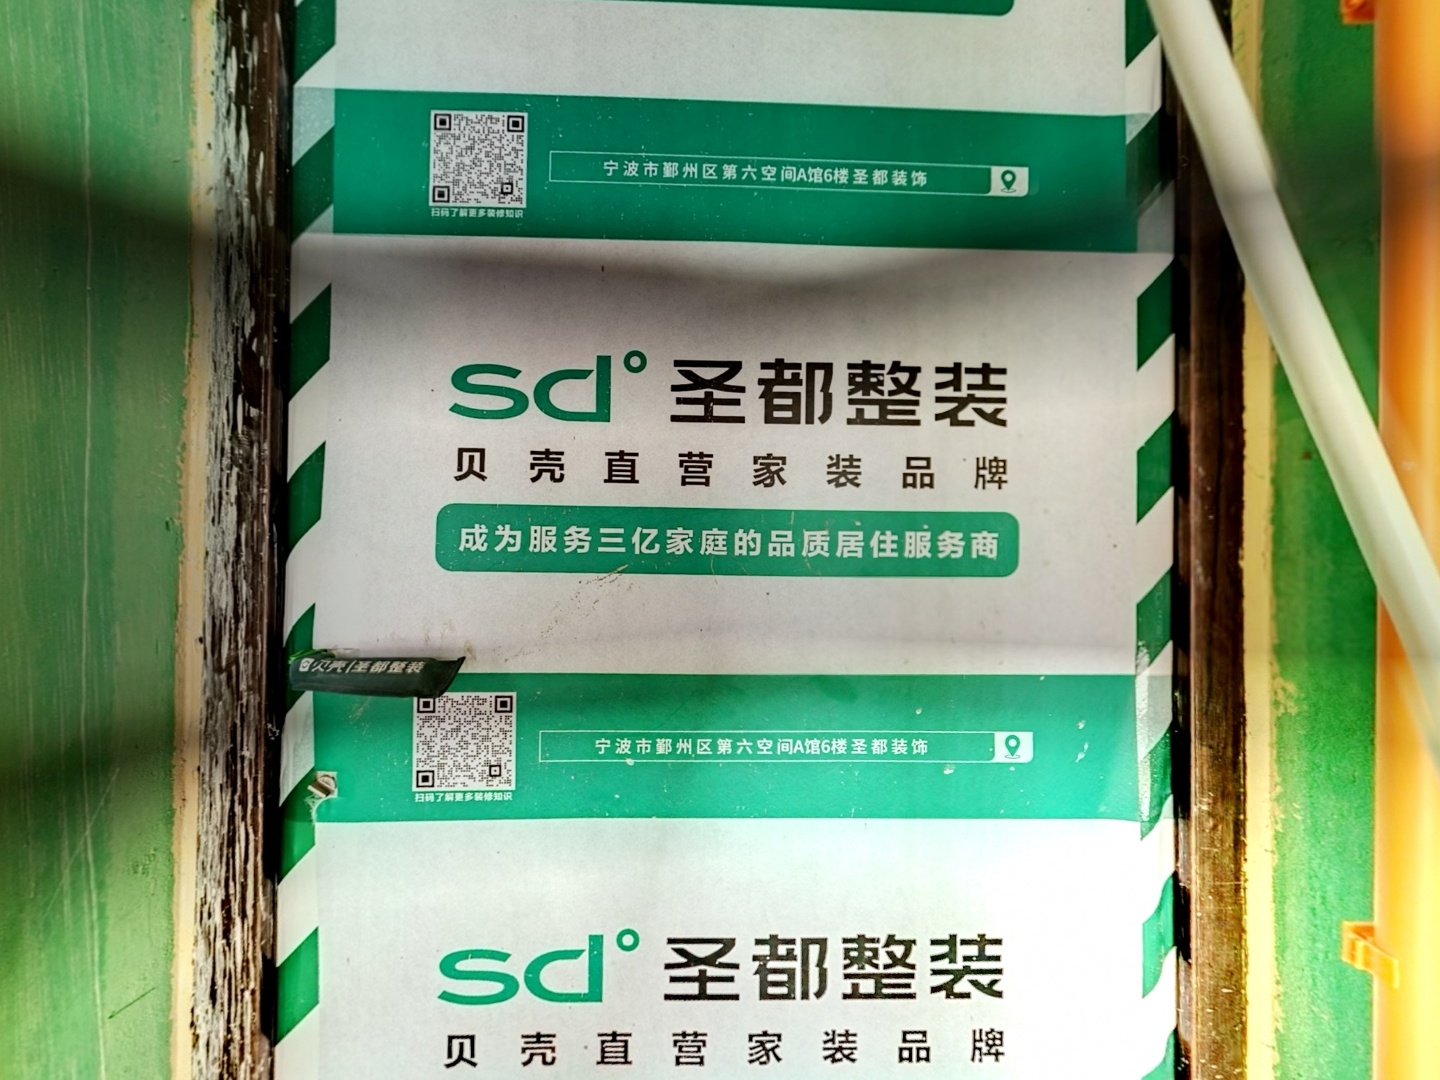 宁波市鄞州区第六空间A馆6楼圣都装饰
扫码了解更多装修知识
sd° 圣都整装
贝壳直营家装品牌
成为服务三亿家庭的品质居住服务商
贝壳|圣都整装
宁波市鄞州区第六空间A馆6楼圣都装饰
扫码了解更多装修知识
sd° 圣都整装
贝壳直营家装品牌